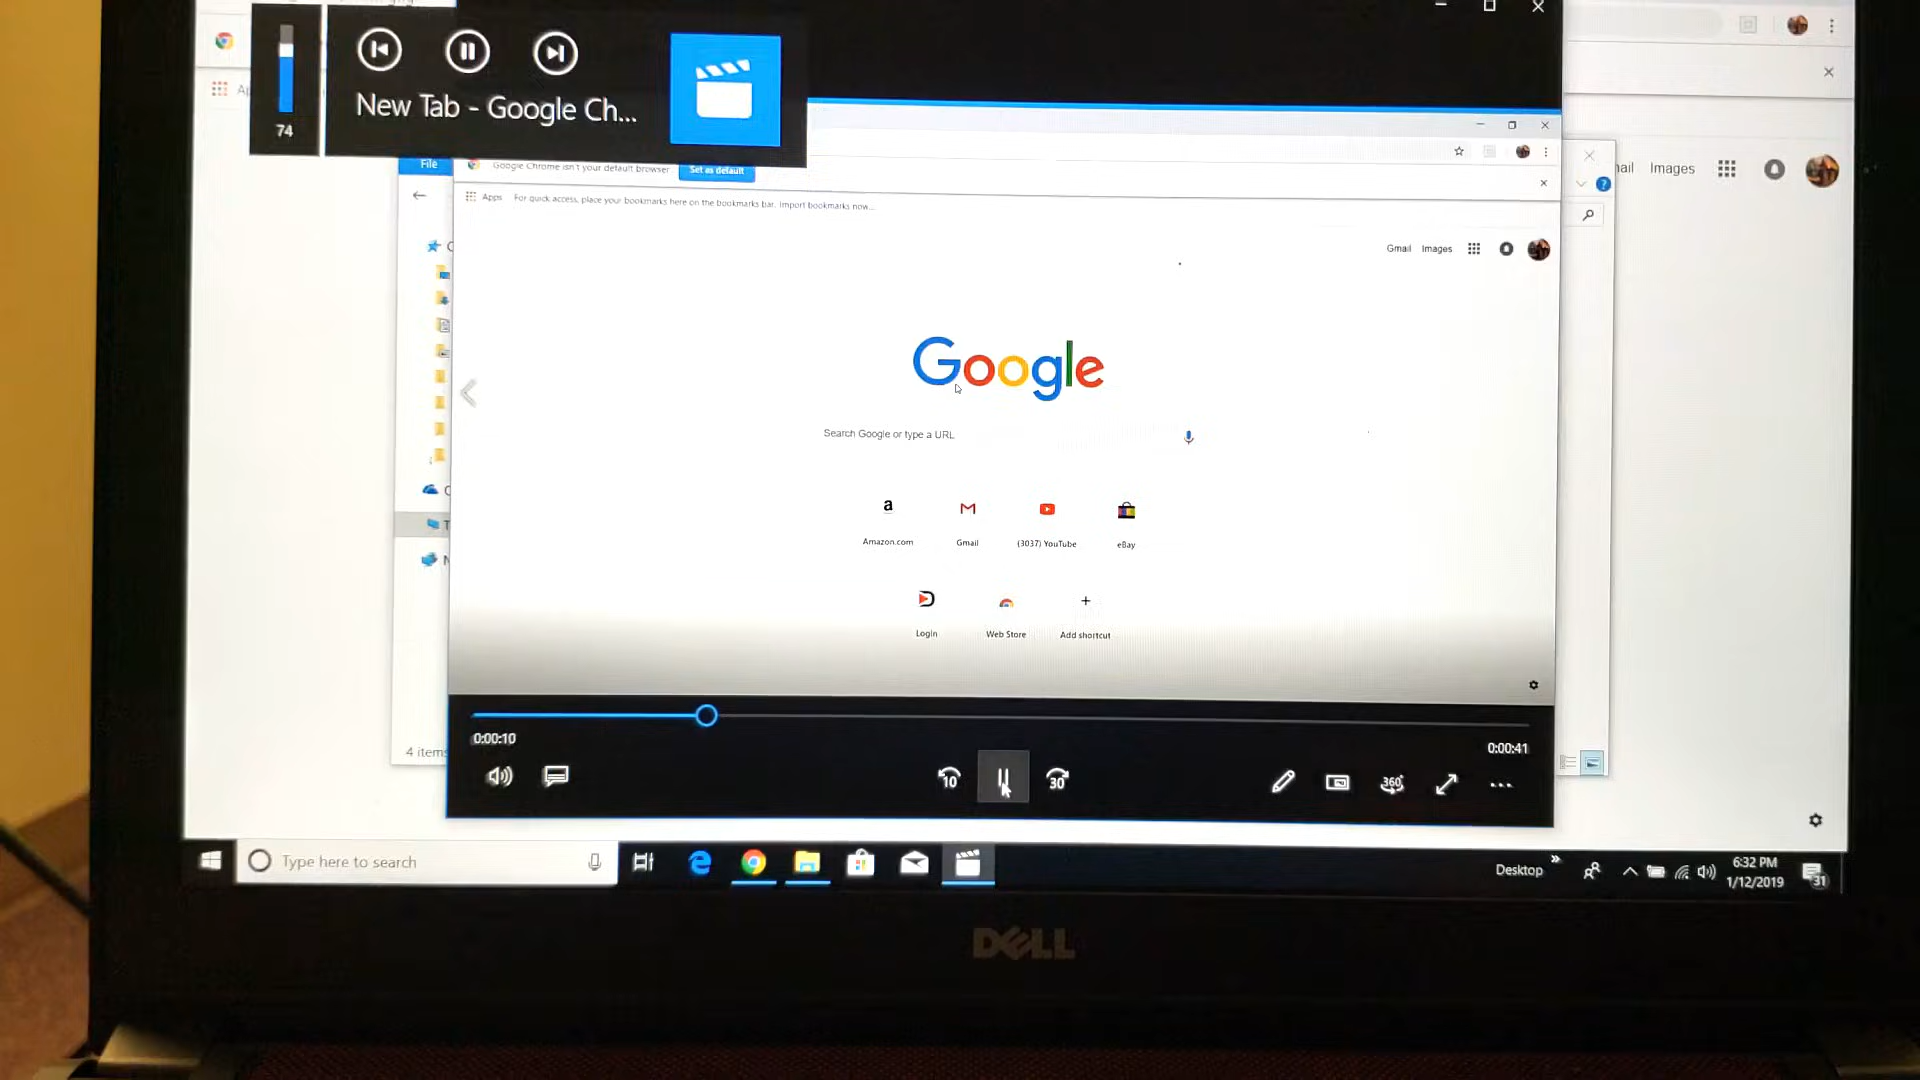 74
New Tab - Google Ch...
File
Google Chrome isn't your default browser
Set as default
Apps
For quick access, place your bookmarks here on the bookmarks bar. Import bookmarks now...
Images
Gmail
Images
Google
Search Google or type a URL
a
Amazon.com
Gmail
(3037) YouTube
eBay
Login
Web Store
Add shortcut
0:00:10
0:00:41
4 items
10
30
360
Type here to search
Desktop
6:32 PM
1/12/2019
31
DELL